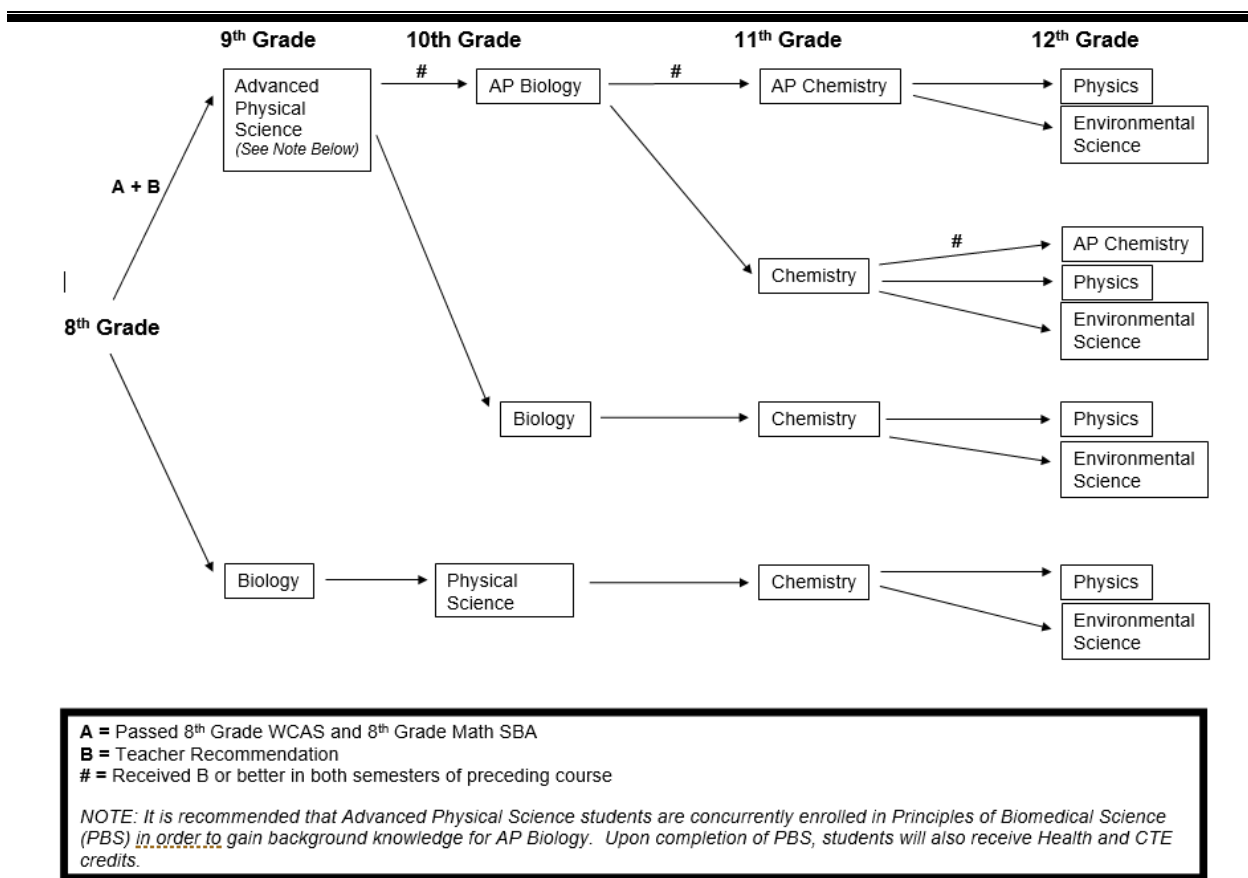 9th Grade
10th Grade
11th Grade
12th Grade
Advanced
Physical
Science
(See Note Below)
#
AP Biology
#
AP Chemistry
Physics
Environmental
Science
A + B
#
AP Chemistry
Chemistry
Physics
Environmental
Science
8th Grade
Biology
Chemistry
Physics
Environmental
Science
Biology
Physical
Science
Chemistry
Physics
Environmental
Science
A = Passed 8th Grade WCAS and 8th Grade Math SBA
B = Teacher Recommendation
# = Received B or better in both semesters of preceding course
NOTE: It is recommended that Advanced Physical Science students are concurrently enrolled in Principles of Biomedical Science
(PBS) in order to gain background knowledge for AP Biology.  Upon completion of PBS, students will also receive Health and CTE
credits.